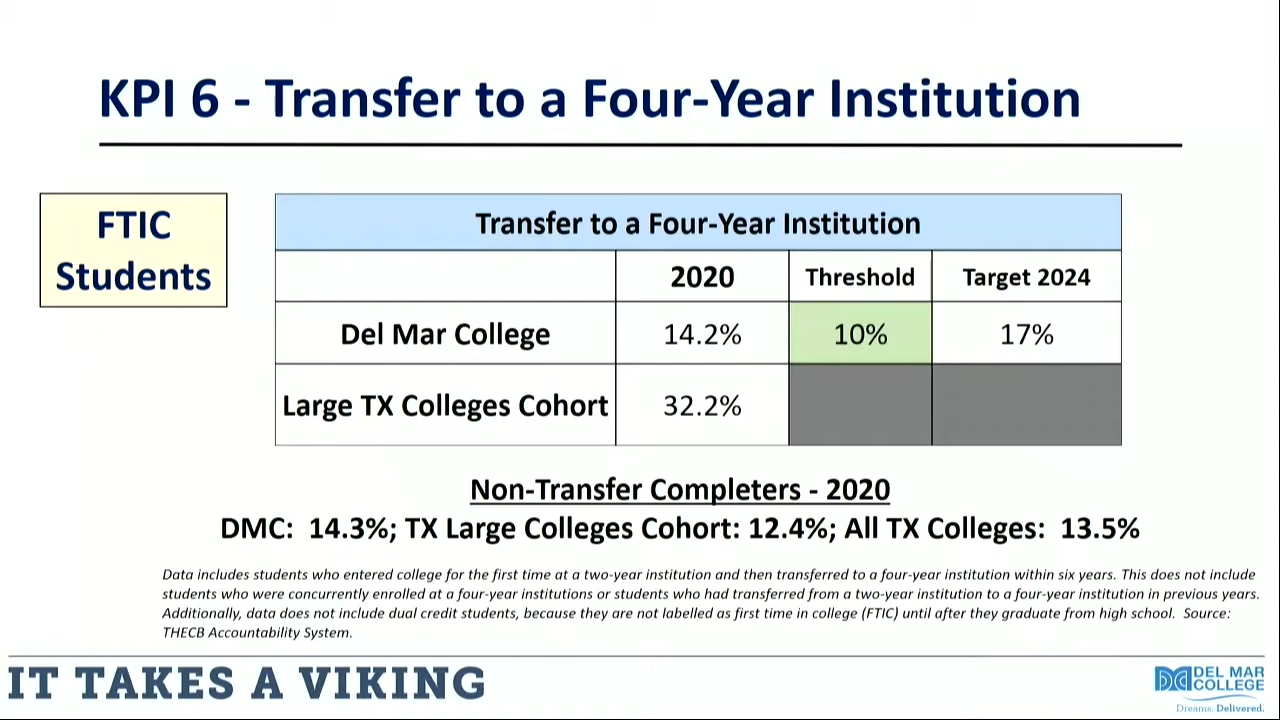 KPI 6 - Transfer to a Four-Year Institution
FTIC
Students
Transfer to a Four-Year Institution
2020 Threshold Target 2024
Del Mar College 14.2% 10% 17%
Large TX Colleges Cohort 32.2%
Non-Transfer Completers - 2020
DMC: 14.3%; TX Large Colleges Cohort: 12.4%; All TX Colleges: 13.5%
Data includes students who entered college for the first time at a two-year institution and then transferred to a four-year institution within six years. This does not include
students who were concurrently enrolled at a four-year institutions or students who had transferred from a two-year institution to a four-year institution in previous years.
Additionally, data does not include dual credit students, because they are not labelled as first time in college (FTIC) until after they graduate from high school. Source:
THECB Accountability System.
IT TAKES A VIKING
DEL MAR
COLLEGE
Dreams. Delivered.